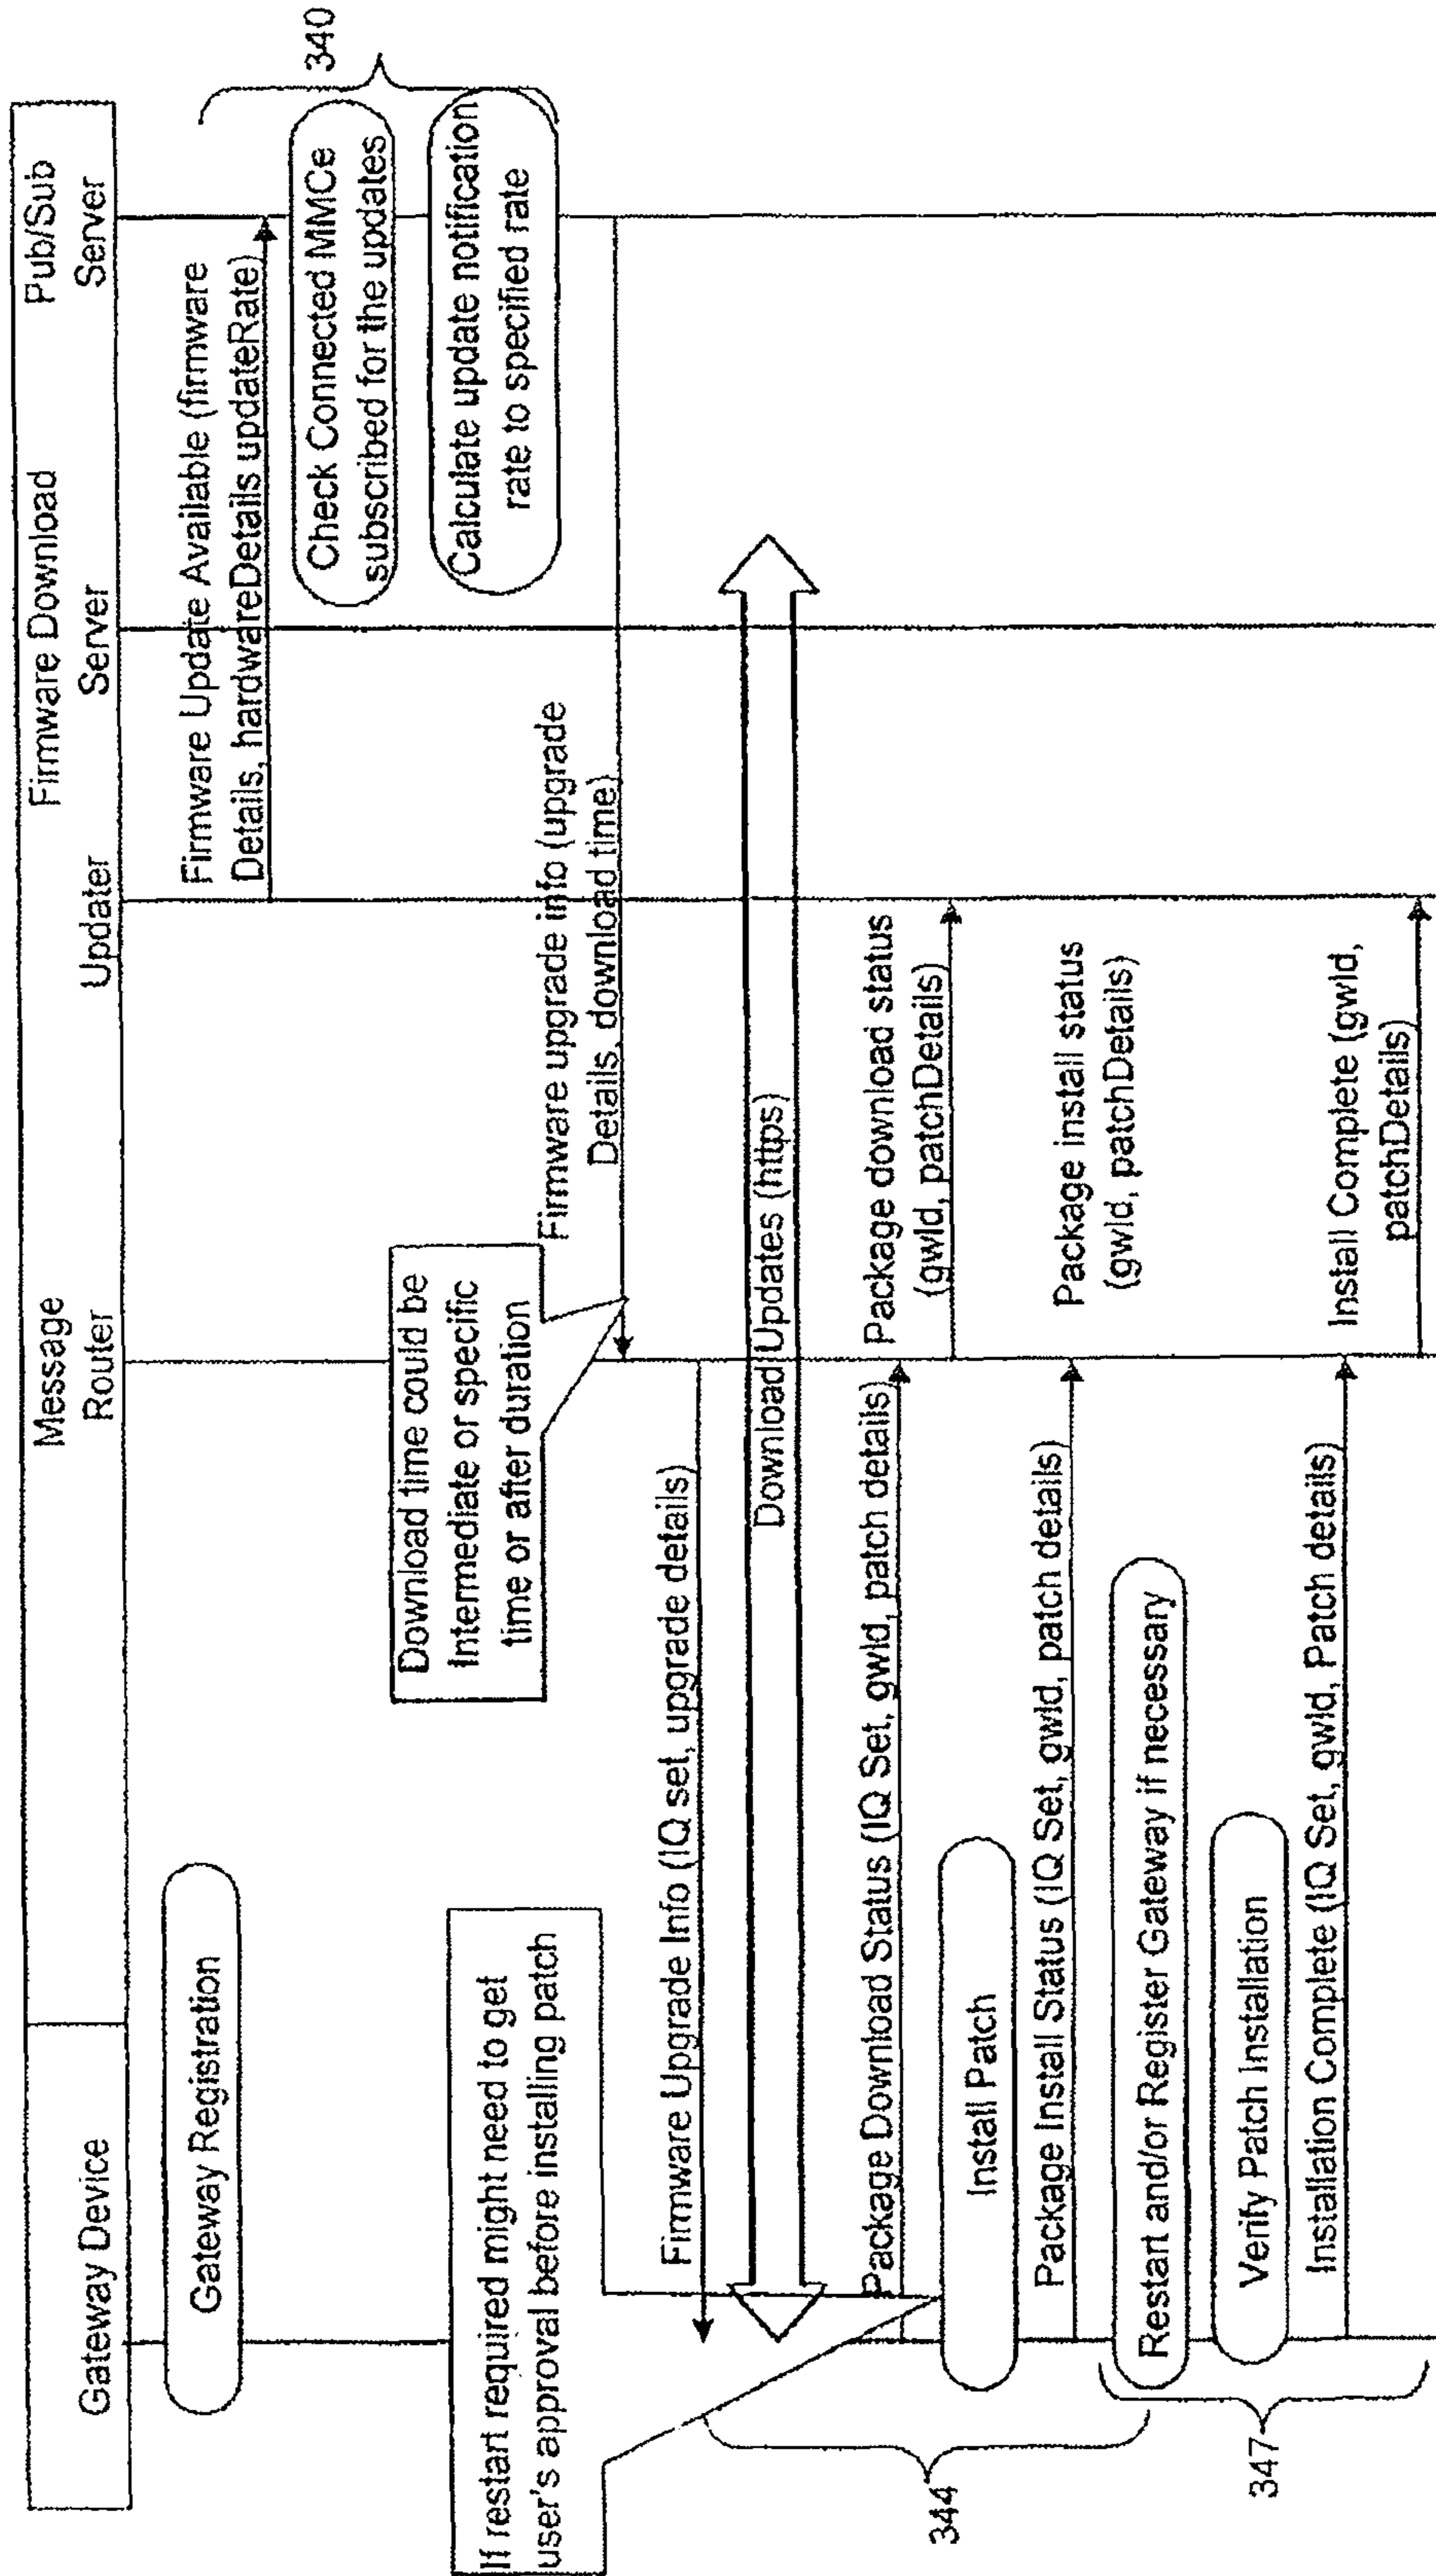 Gateway Device
Message
Router
Updater
Firmware Download
Server
Pub/Sub
Server
Gateway Registration
Firmware Update Available (firmware
Details, hardwareDetails updateRate)
340
Check Connected MMCe
subscribed for the updates
Calculate update notification
rate to specified rate
Download time could be
Intermediate or specific
time or after duration
Firmware upgrade info (upgrade
Details, download time)
If restart required might need to get
user's approval before installing patch
Firmware Upgrade Info (IQ set, upgrade details)
Download Updates (https)
Package Download Status (IQ Set, gwId, patch details)
Package download status
(gwId, patchDetails)
Install Patch
344
Package Install Status (IQ Set, gwId, patch details)
Package install status
(gwId, patchDetails)
Restart and/or Register Gateway if necessary
Verify Patch Installation
347
Installation Complete (IQ Set, gwId, Patch details)
Install Complete (gwId,
patchDetails)